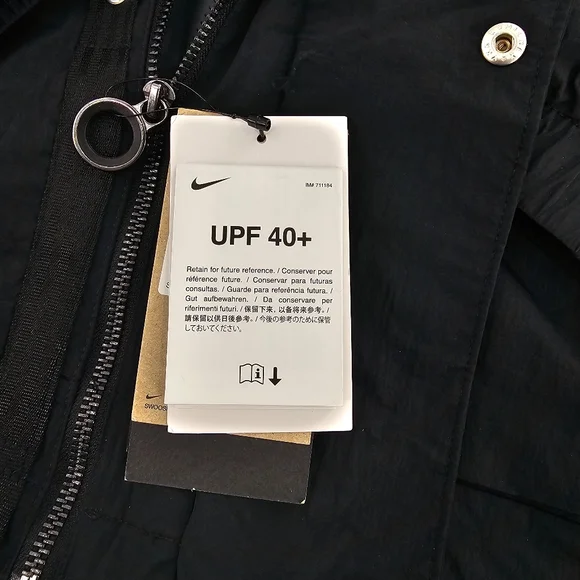 IM# 711184
UPF 40+
Retain for future reference. / Conserver pour
référence future. / Conservar para futuras
consultas. / Guarde para referência futura. /
Gut aufbewahren. / Da conservare per
riferimenti futuri. / 保留下来，以备将来参考。/
請保留以供日後參考。/ 今後の参考のために保管
しておいてください。